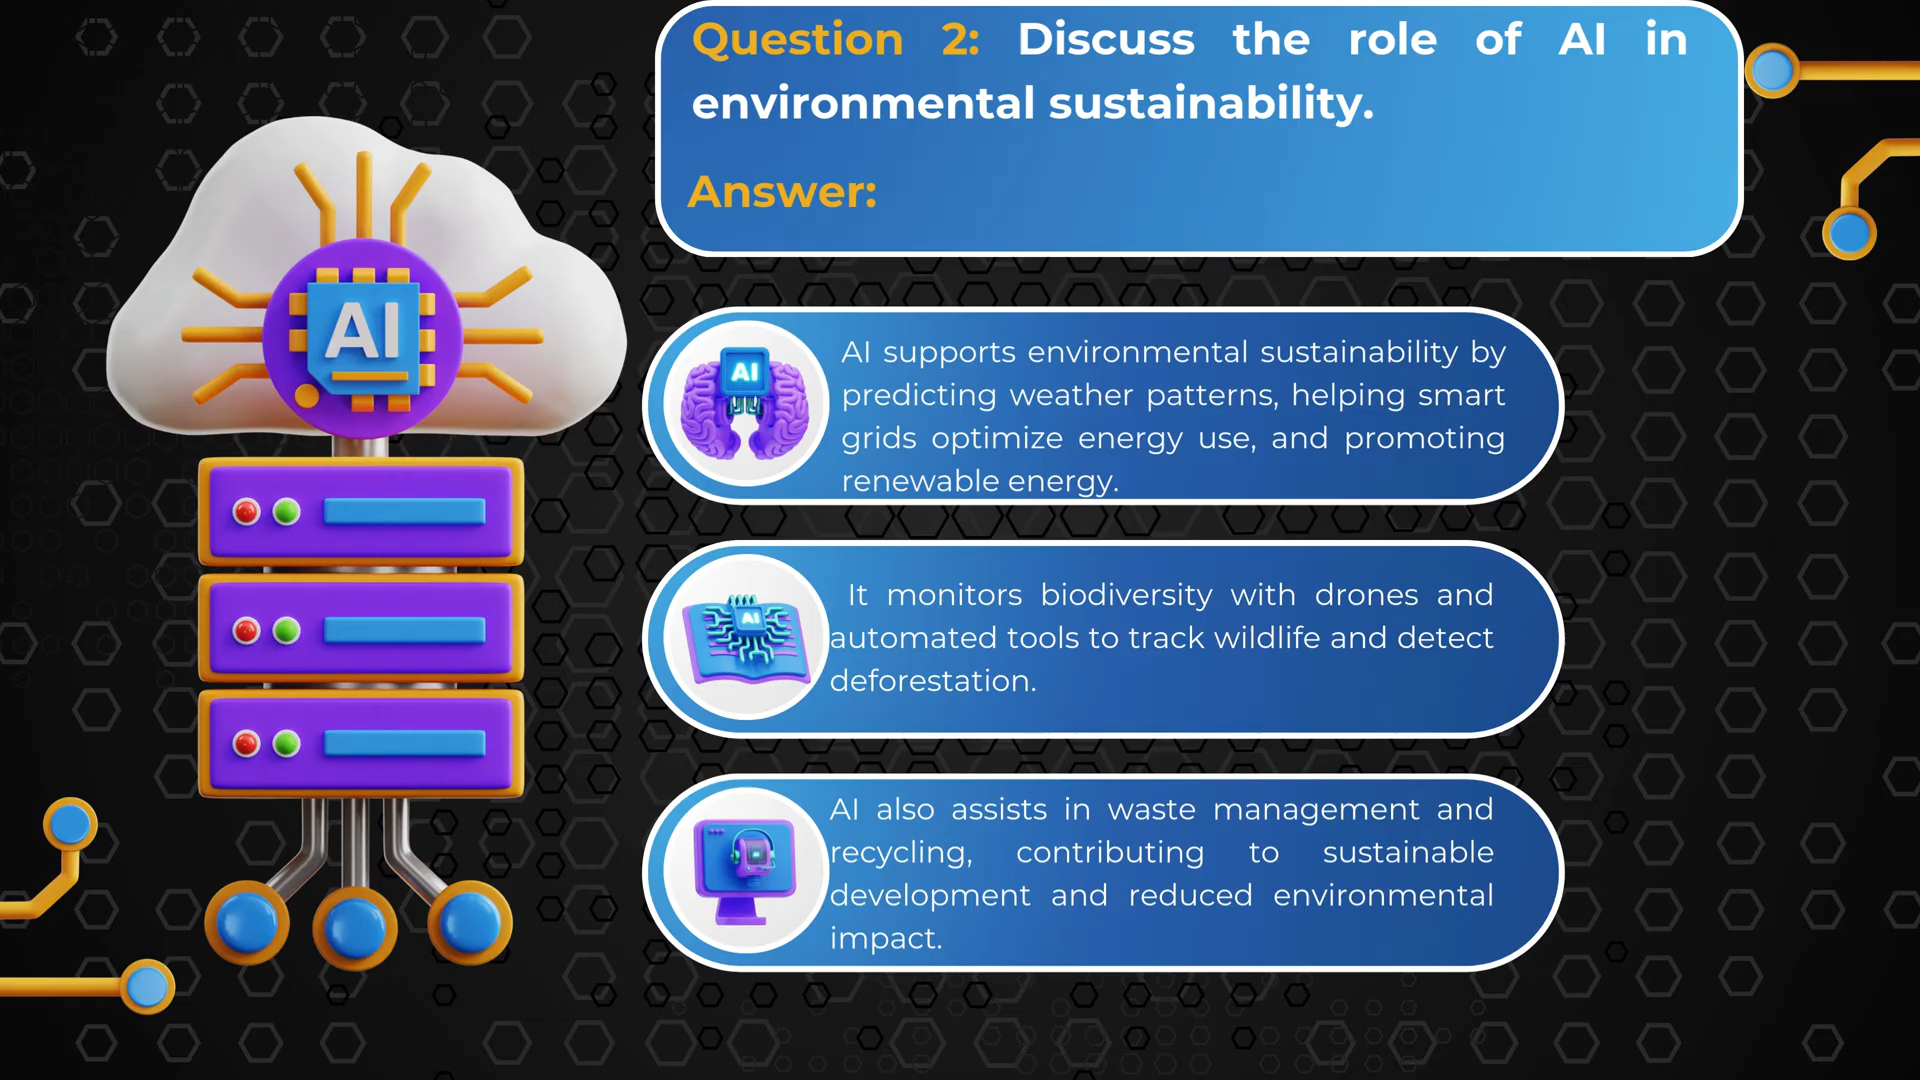 Question 2: Discuss the role of AI in
environmental sustainability.
Answer:
AI
AI
AI supports environmental sustainability by
predicting weather patterns, helping smart
grids optimize energy use, and promoting
renewable energy.
AI
It monitors biodiversity with drones and
automated tools to track wildlife and detect
deforestation.
AI
AI also assists in waste management and
recycling, contributing to sustainable
development and reduced environmental
impact.